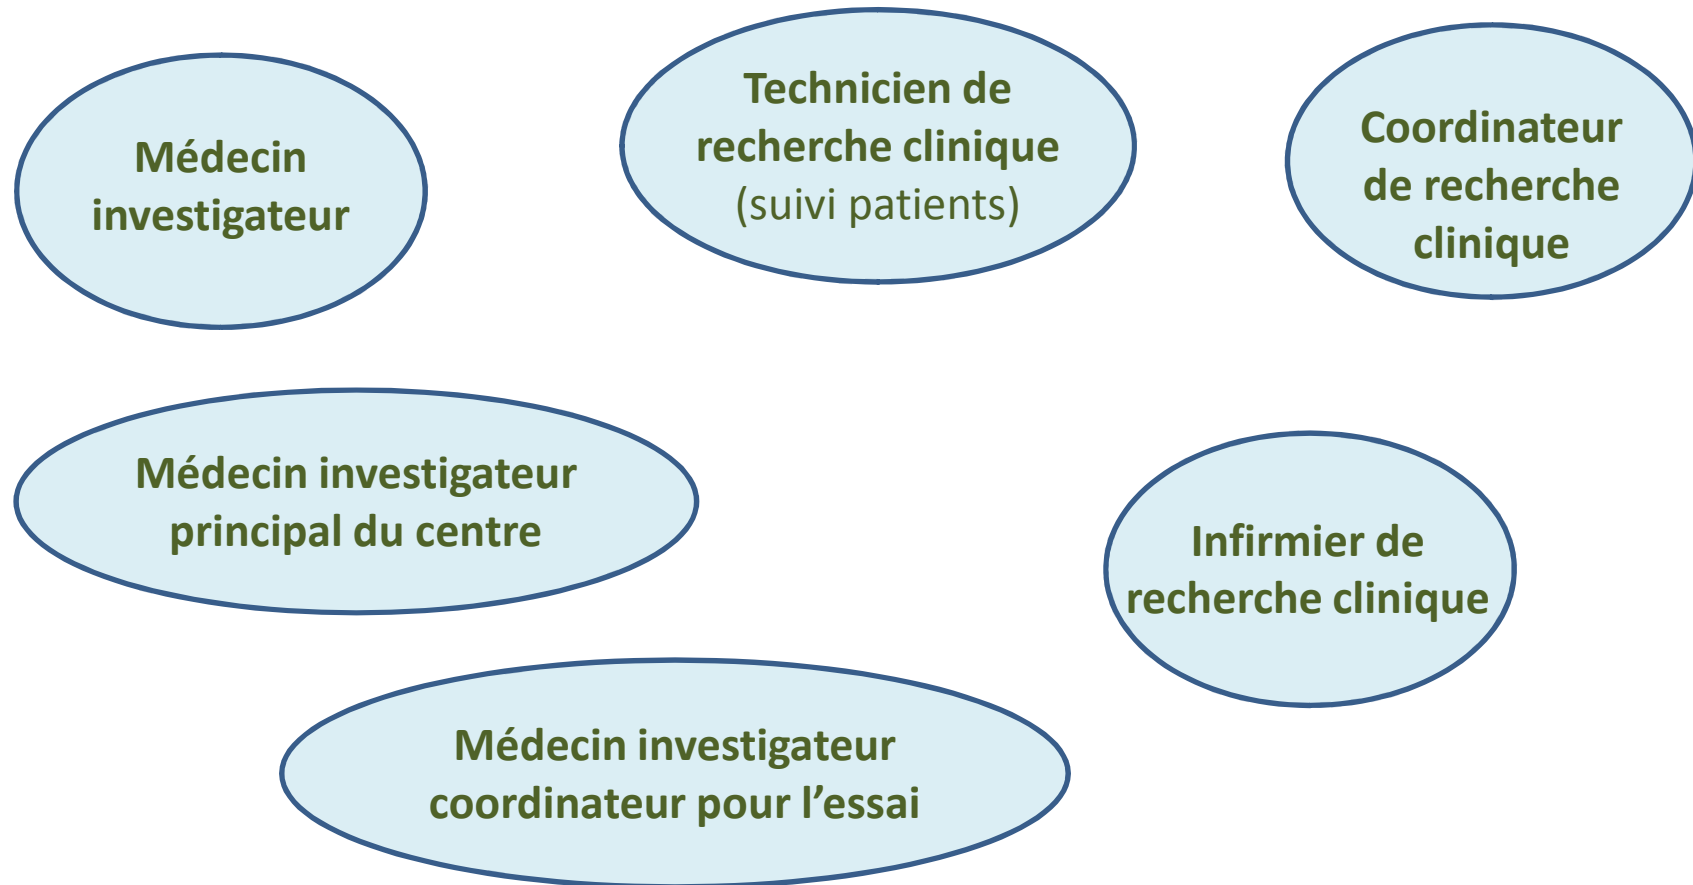 Médecin
investigateur
Technicien de
recherche clinique
(suivi patients)
Coordinateur
de recherche
clinique
Médecin investigateur
principal du centre
Infirmier de
recherche clinique
Médecin investigateur
coordinateur pour l’essai